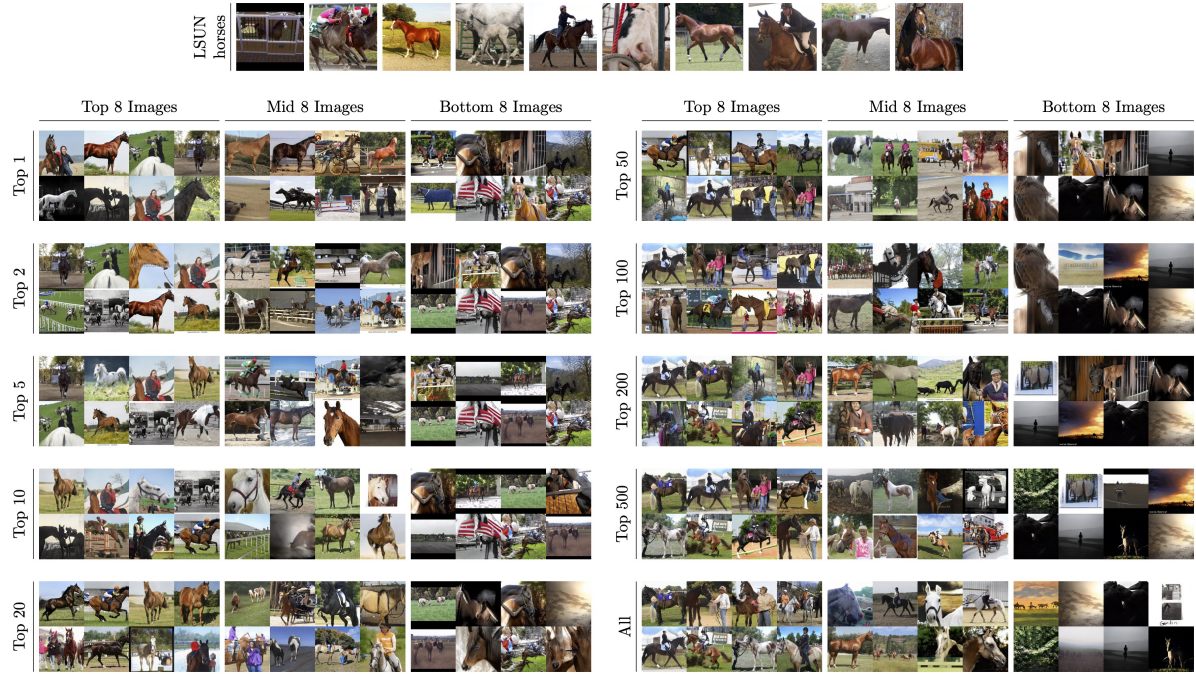 LSUN
horses
Top 8 Images Mid 8 Images Bottom 8 Images
Top 8 Images Mid 8 Images Bottom 8 Images
Top 1
Top 50
Top 2
Top 100
Top 5
Top 200
Top 10
Top 500
Top 20
All